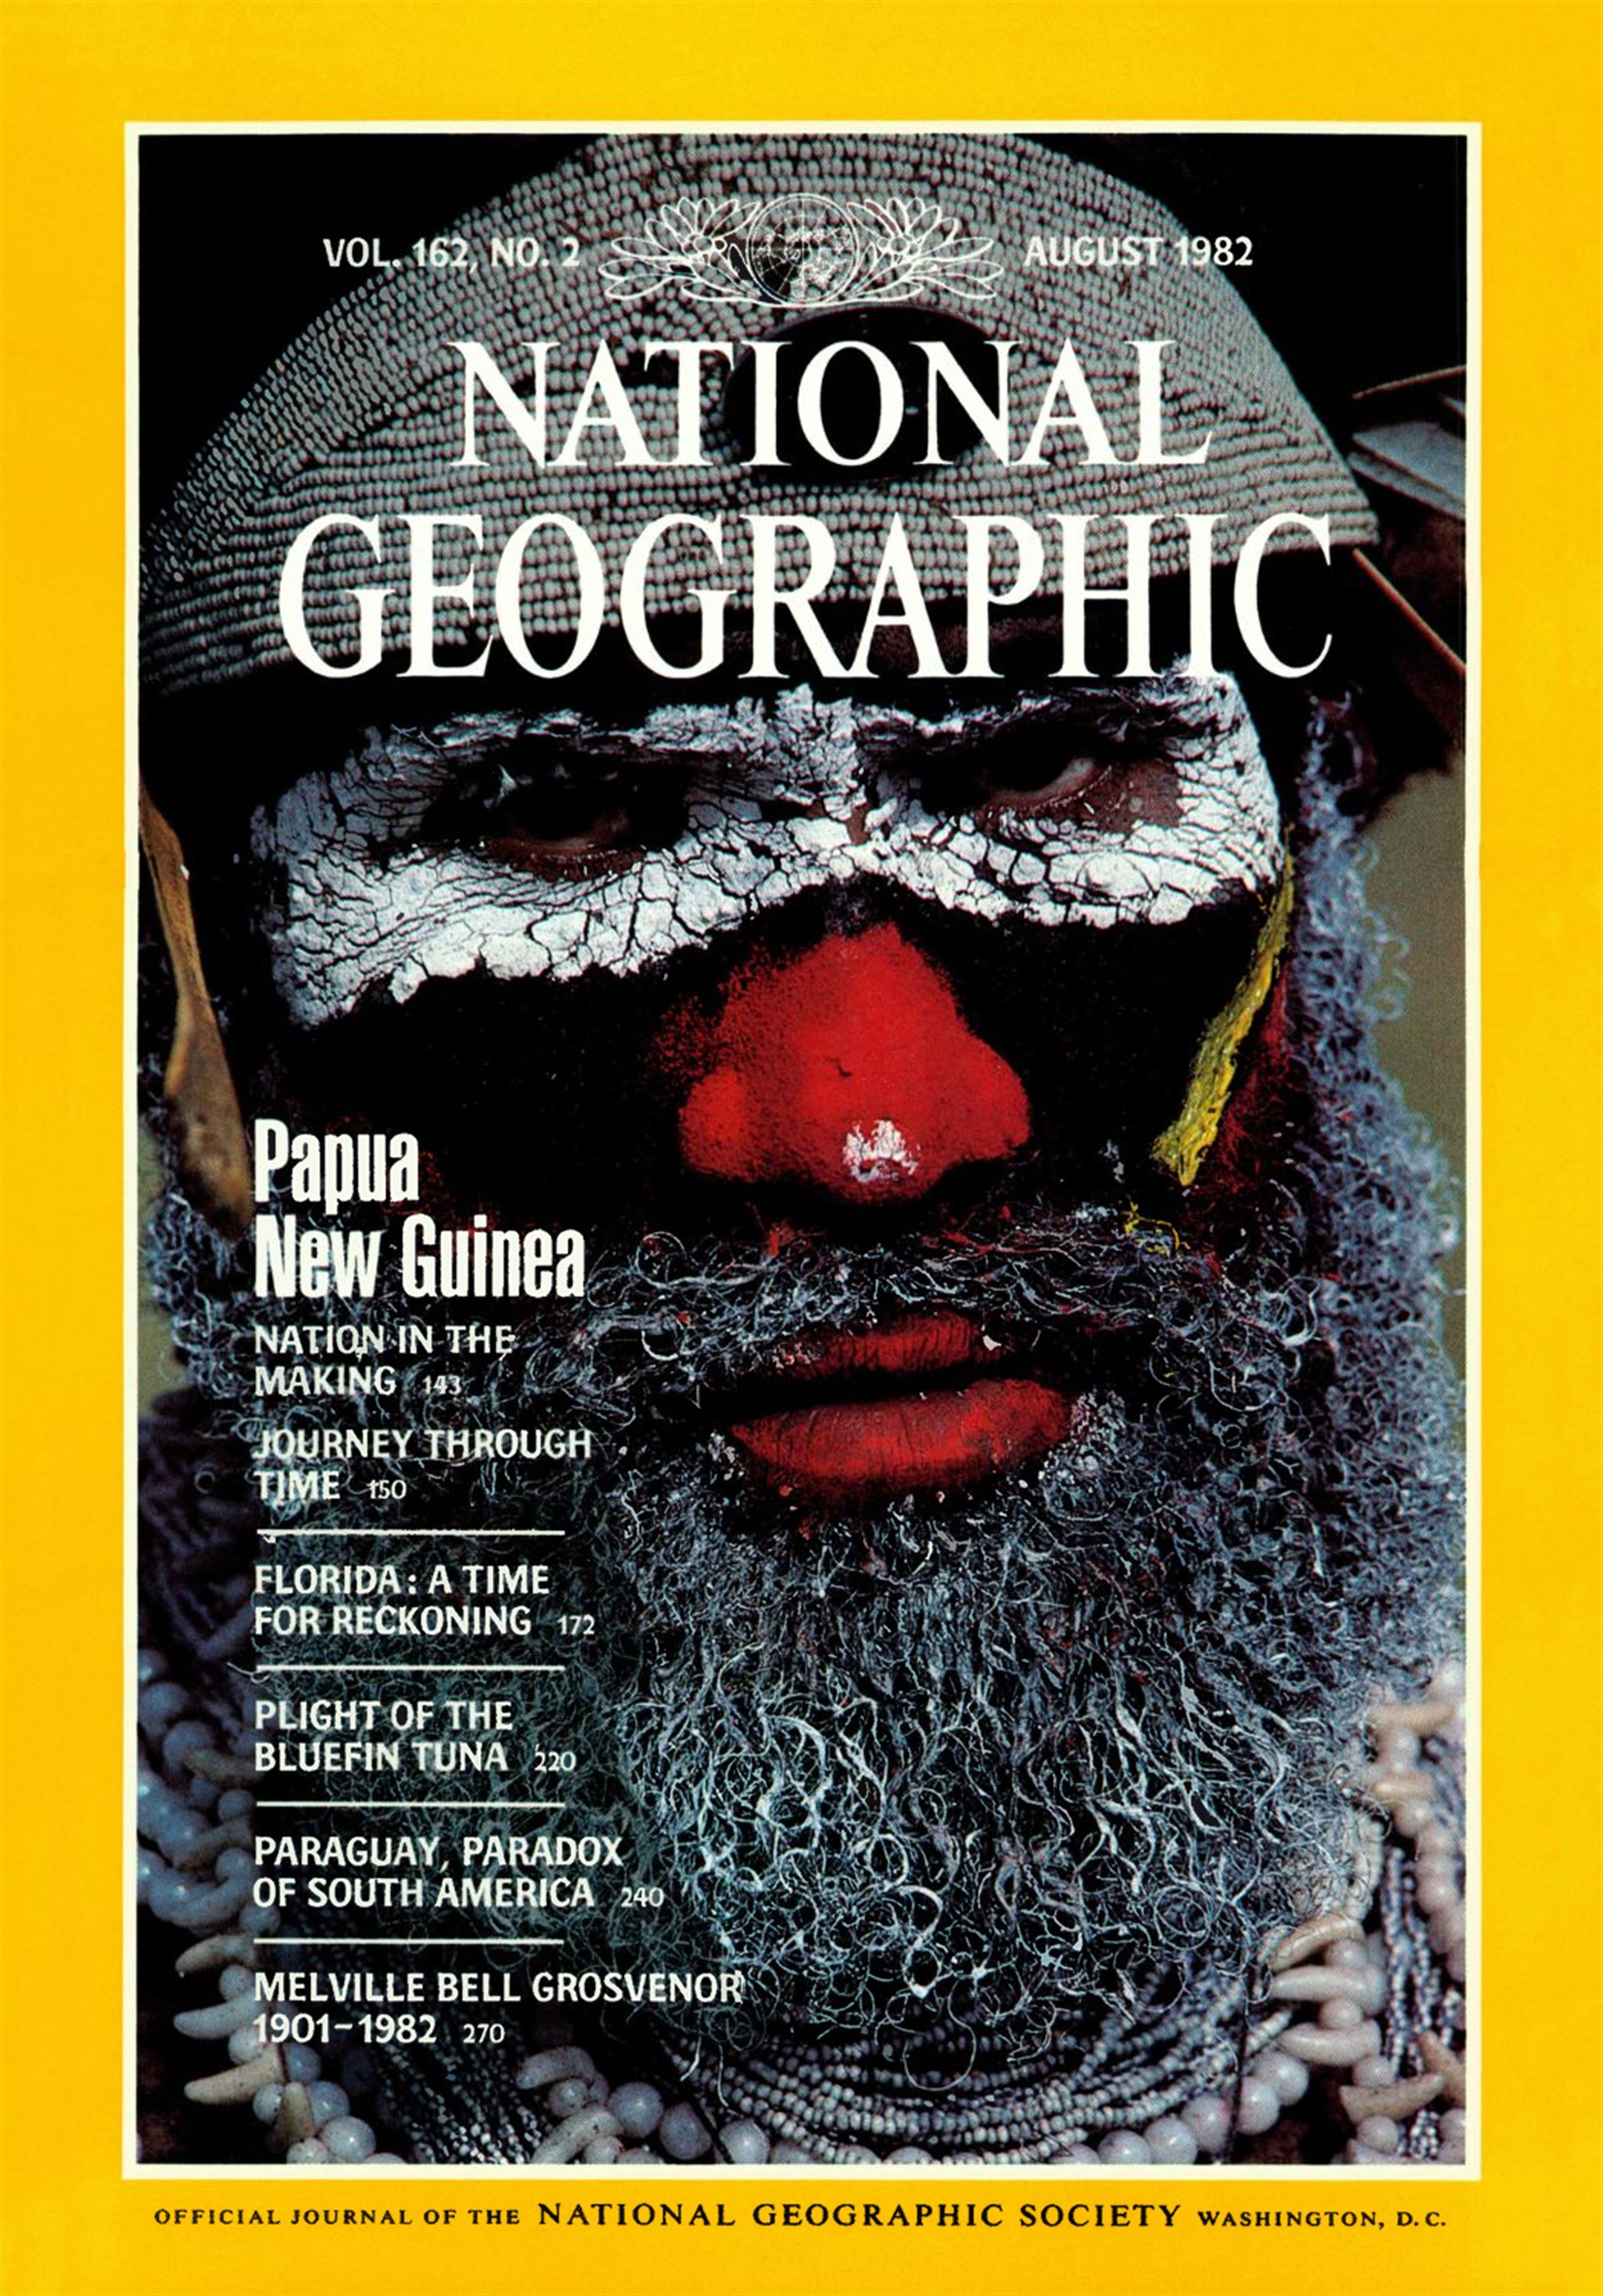 VOL. 162, NO. 2
AUGUST 1982
NATIONAL
GEOGRAPHIC
Papua
New Guinea
NATION IN THE
MAKING 143
JOURNEY THROUGH
TIME 150
FLORIDA: A TIME
FOR RECKONING 172
PLIGHT OF THE
BLUEFIN TUNA 220
PARAGUAY, PARADOX
OF SOUTH AMERICA 240
MELVILLE BELL GROSVENOR
1901–1982 270
OFFICIAL JOURNAL OF THE NATIONAL GEOGRAPHIC SOCIETY WASHINGTON, D.C.